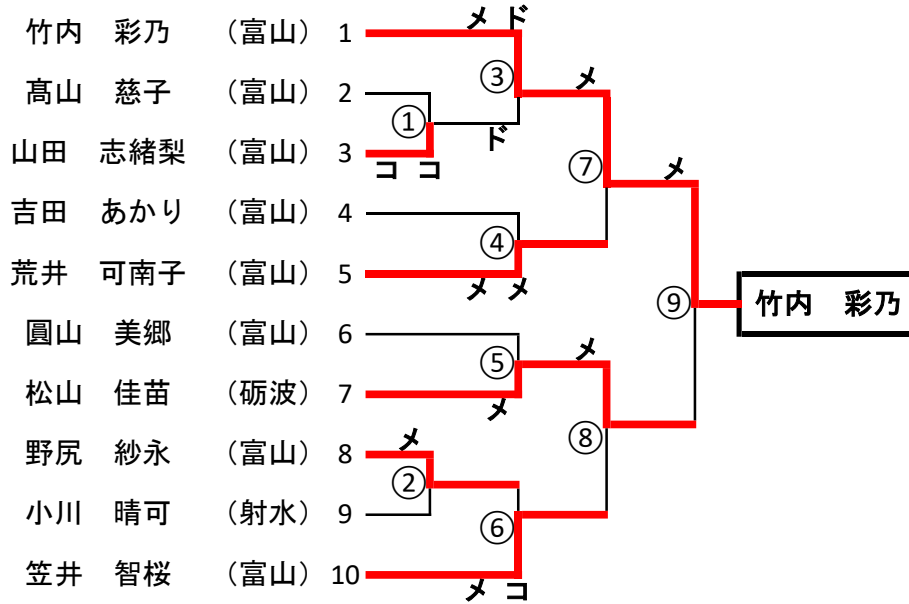 メ ド
竹内 彩乃 (富山) 1
③ メ
髙山 慈子 (富山) 2
①
ド
山田 志緒梨 (富山) 3
ココ
⑦ メ
吉田 あかり (富山) 4
④
荒井 可南子 (富山) 5
メ メ
⑨ 竹内 彩乃
圓山 美郷 (富山) 6
⑤ メ
松山 佳苗 (砺波) 7
メ
⑧
メ
野尻 紗永 (富山) 8
②
小川 晴可 (射水) 9
⑥
笠井 智桜 (富山) 10
メ コ